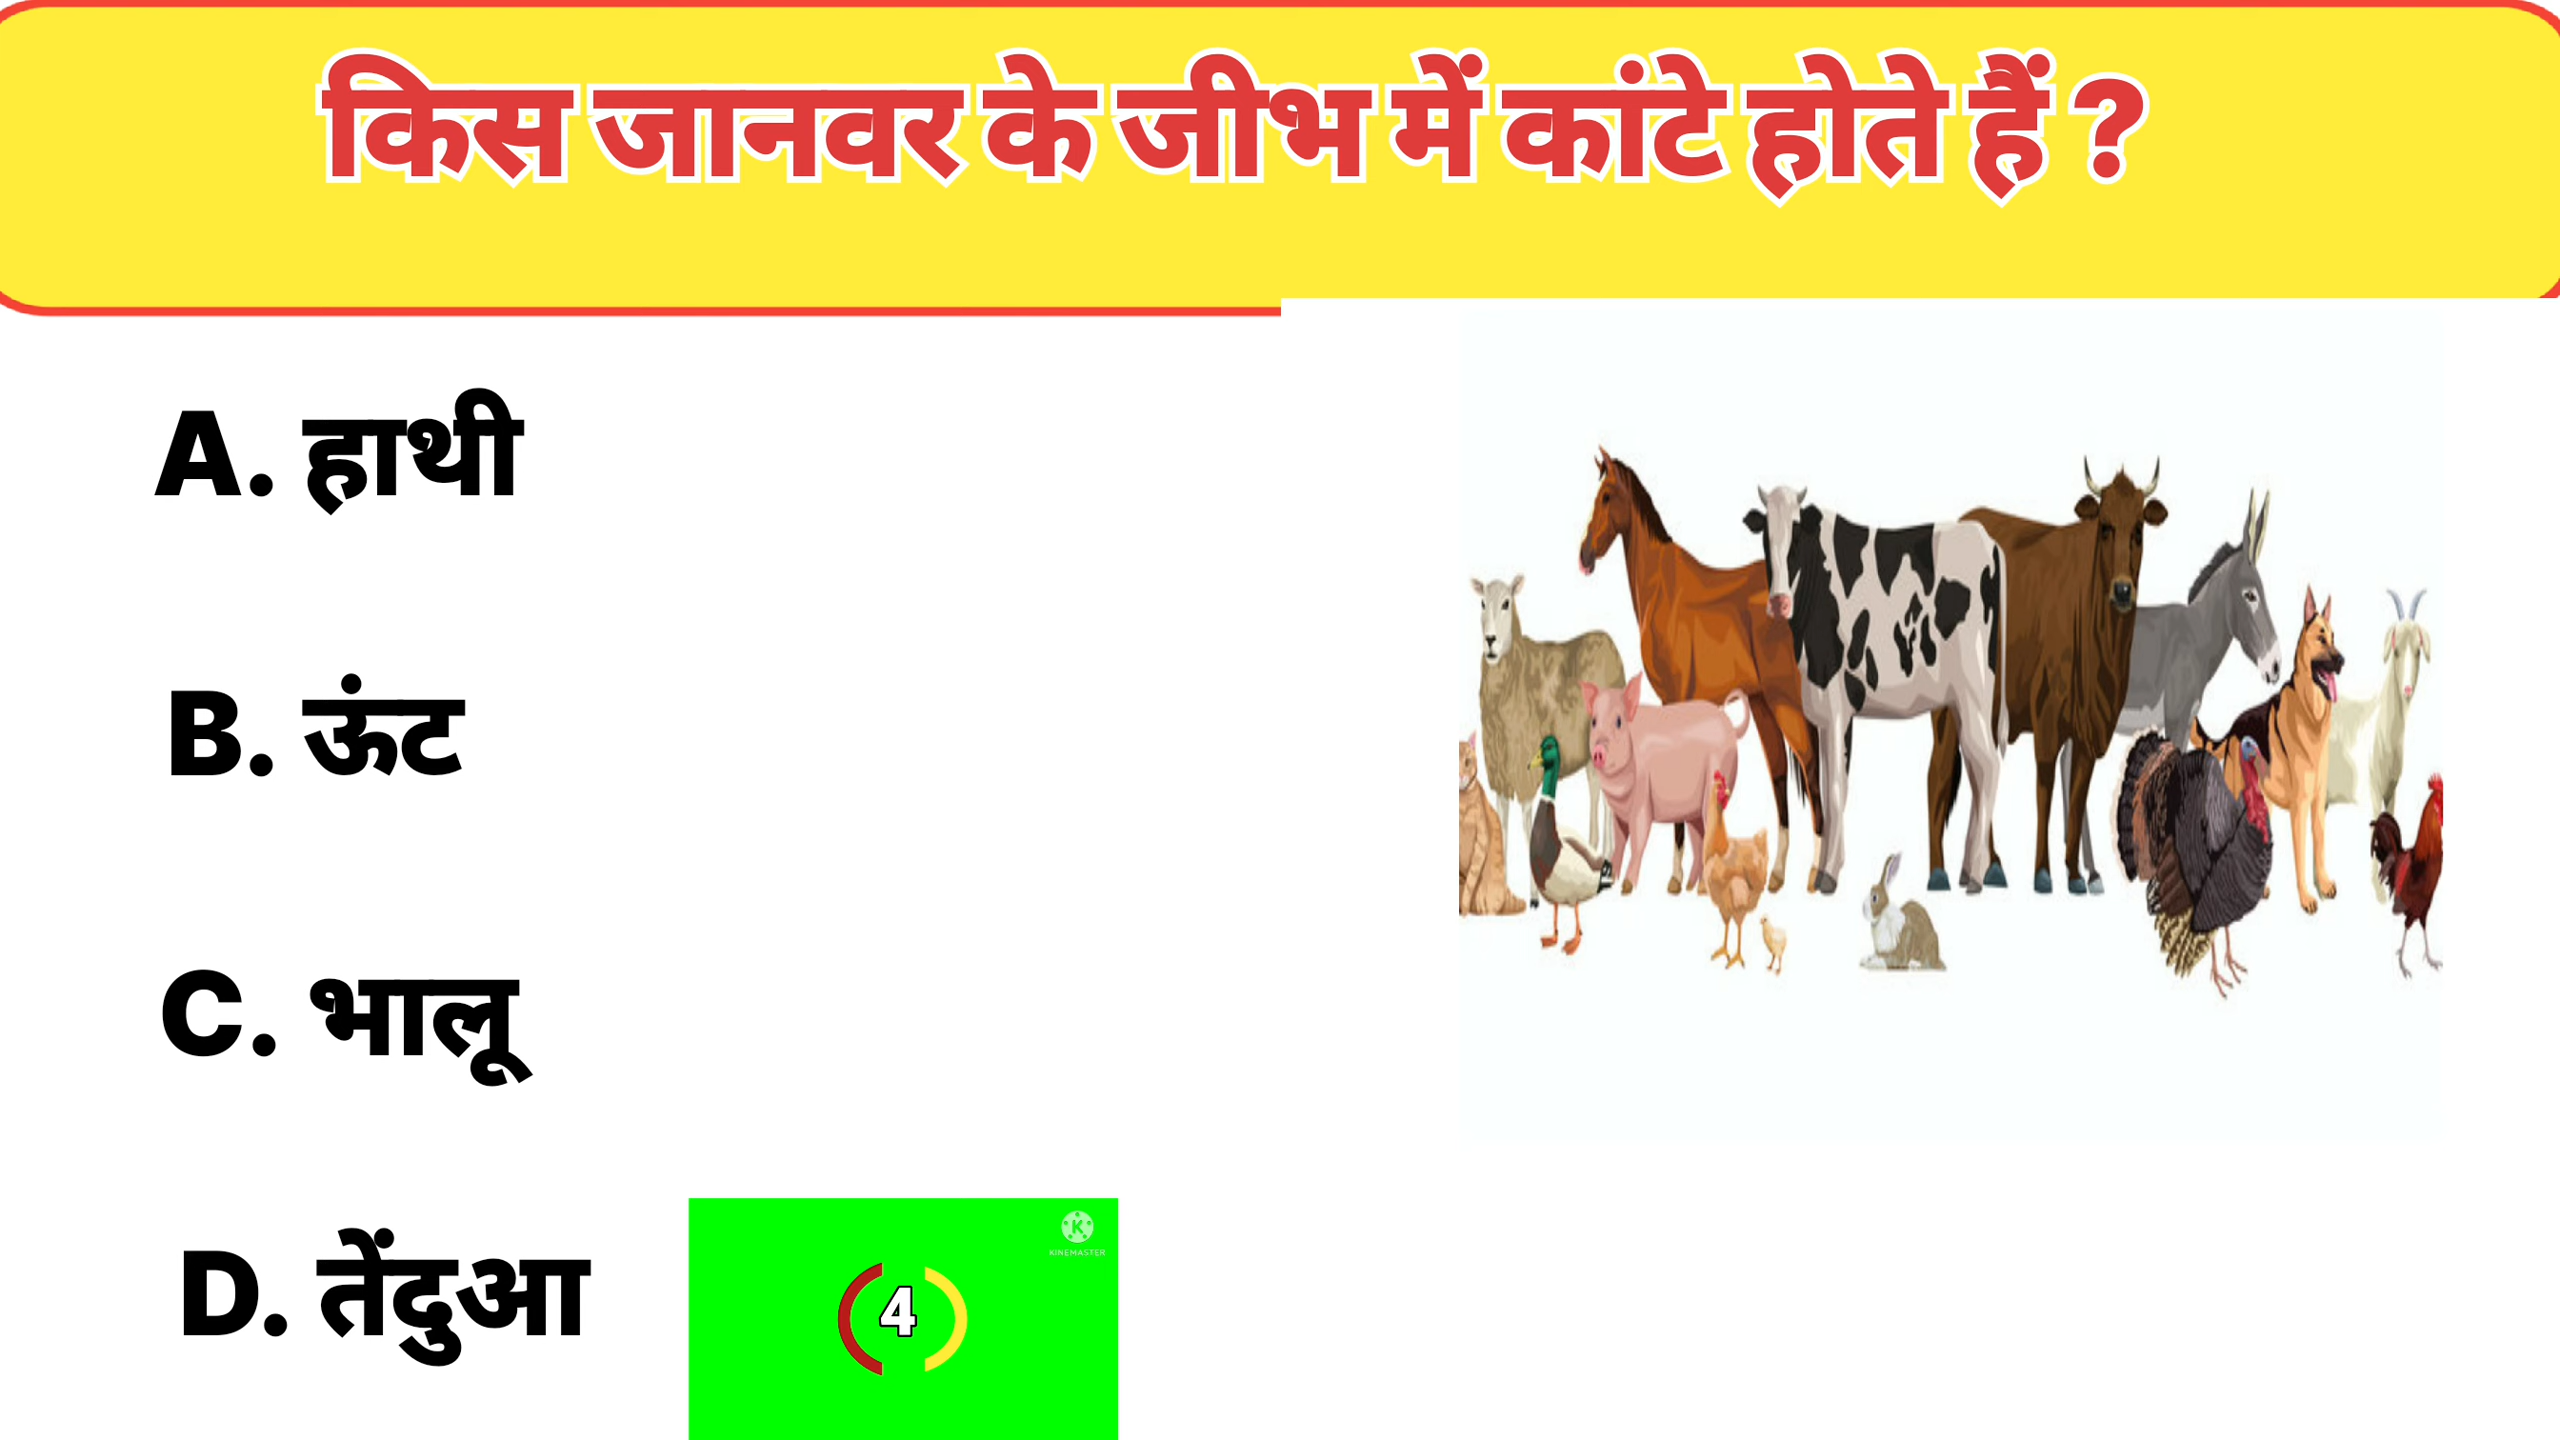 किस जानवर के जीभ में कांटे होते हैं ?
A. हाथी
B. ऊंट
C. भालू
D. तेंदुआ
K
KINEMASTER
4